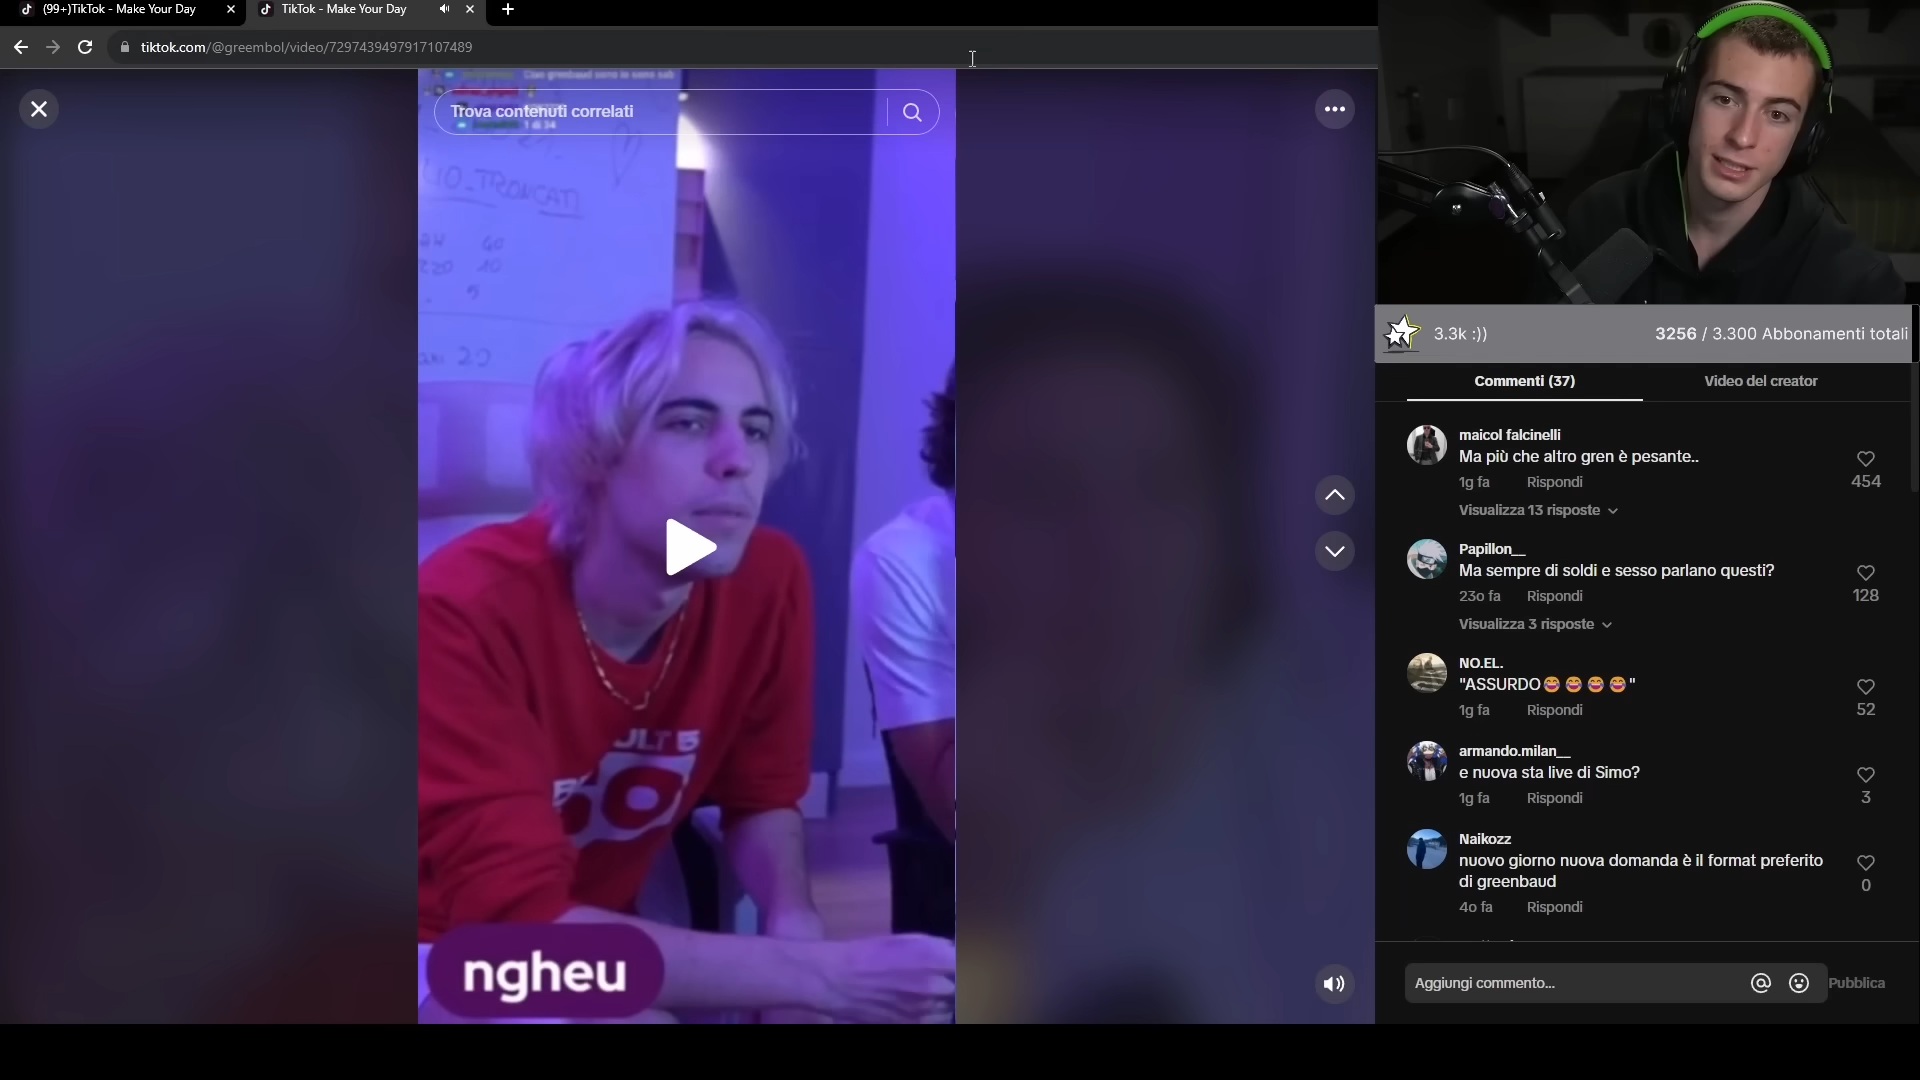 (99+)TikTok - Make Your Day
TikTok - Make Your Day
tiktok.com/@greembol/video/7297439497917107489
Trova contenuti correlati
IO_TRONCATI
20
ULT 5
50
ngheu
3.3k :))
3256 / 3.300 Abbonamenti totali
Commenti (37)
Video del creator
maicol falcinelli
Ma più che altro gren è pesante..
1g fa Rispondi
454
Visualizza 13 risposte
Papillon__
Ma sempre di soldi e sesso parlano questi?
23o fa Rispondi
128
Visualizza 3 risposte
NO.EL.
"ASSURDO😂😂😂😂"
1g fa Rispondi
52
armando.milan__
e nuova sta live di Simo?
1g fa Rispondi
3
Naikozz
nuovo giorno nuova domanda è il format preferito
di greenbaud
4o fa Rispondi
0
Aggiungi commento...
Pubblica